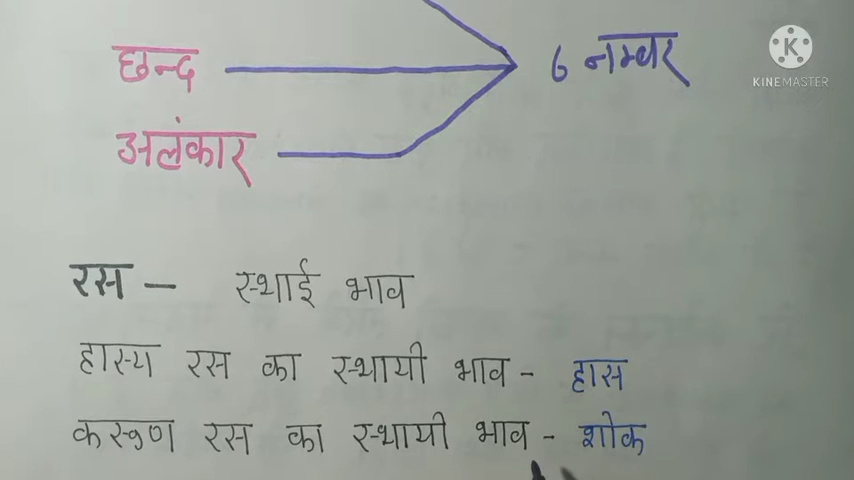 छन्द
6 नम्बर
KINEMASTER
अलंकार
रस - स्थाई भाव
हास्य रस का स्थायी भाव - हास
करुण रस का स्थायी भाव - शोक